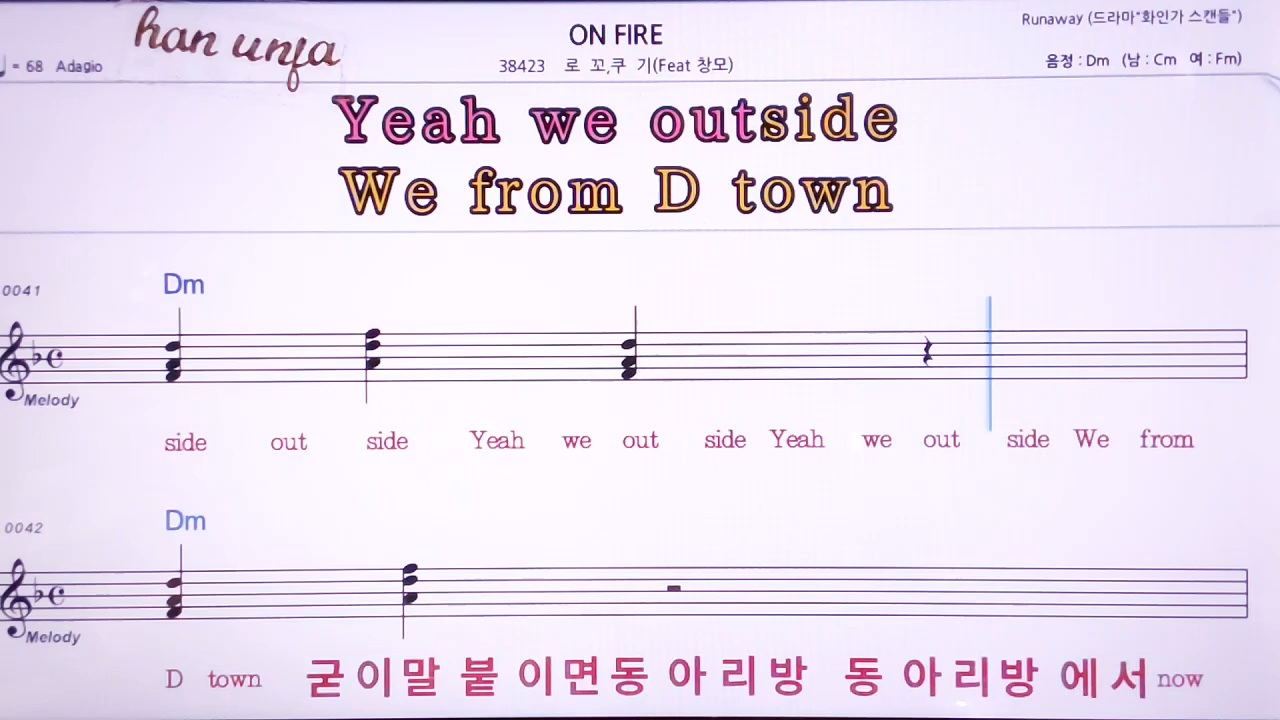 han unfa
ON FIRE
Runaway (드라마"화인가 스캔들")
= 68 Adagio
38423 로 꼬,쿠 기(Feat 창모)
음정 : Dm (남 : Cm 여 : Fm)
Yeah we outside
We from D town
0041
Dm
Melody
side out side Yeah we out side Yeah we out side We from
0042
Dm
Melody
D town 굳 이 말 붙 이 면 동 아 리 방 동 아 리 방 에 서 now